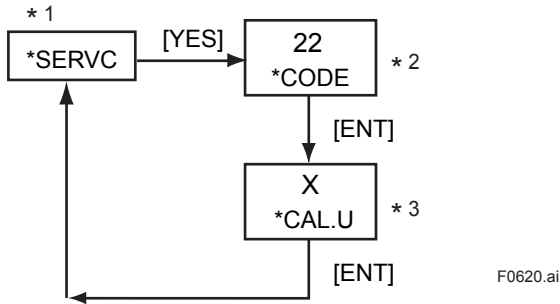 * 1
*SERVC
[YES]
22
*CODE
* 2
[ENT]
X
*CAL.U
* 3
[ENT]
F0620.ai